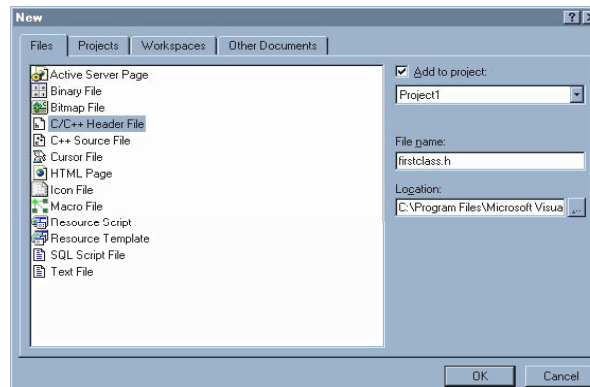 New
Files Projects Workspaces Other Documents
Active Server Page
Binary File
Bitmap File
C/C++ Header File
C++ Source File
Cursor File
HTML Page
Icon File
Macro File
Resource Script
Resource Template
SQL Script File
Text File
Add to project:
Project1
File name:
firstclass.h
Location:
C:\Program Files\Microsoft Visua ...
OK Cancel